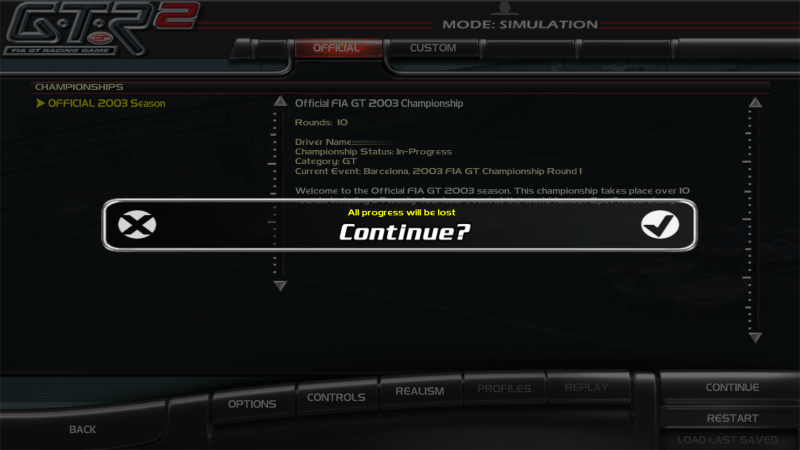 GTR2
FIA GT RACING GAME
MODE: SIMULATION
OFFICIAL
CUSTOM
CHAMPIONSHIPS
OFFICIAL 2003 Season
Official FIA GT 2003 Championship
Rounds: 10
Driver Name
Championship Status: In-Progress
Category: GT
Current Event: Barcelona, 2003 FIA GT Championship Round 1
Welcome to the Official FIA GT 2003 season. This championship takes place over 10
All progress will be lost
Continue?
BACK
OPTIONS
CONTROLS
REALISM
PROFILES
REPLAY
CONTINUE
RESTART
LOAD LAST SAVED